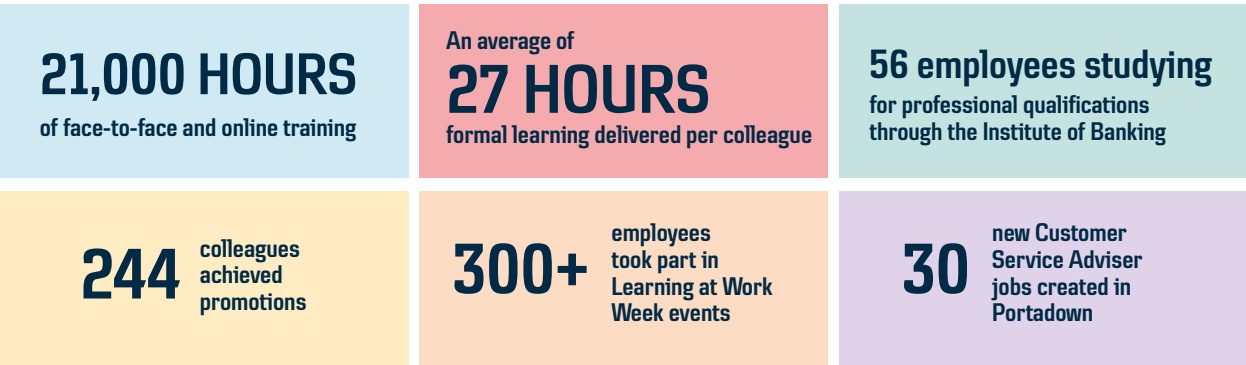 21,000 HOURS
of face-to-face and online training
An average of
27 HOURS
formal learning delivered per colleague
56 employees studying
for professional qualifications
through the Institute of Banking
244
colleagues
achieved
promotions
300+
employees
took part in
Learning at Work
Week events
30
new Customer
Service Adviser
jobs created in
Portadown